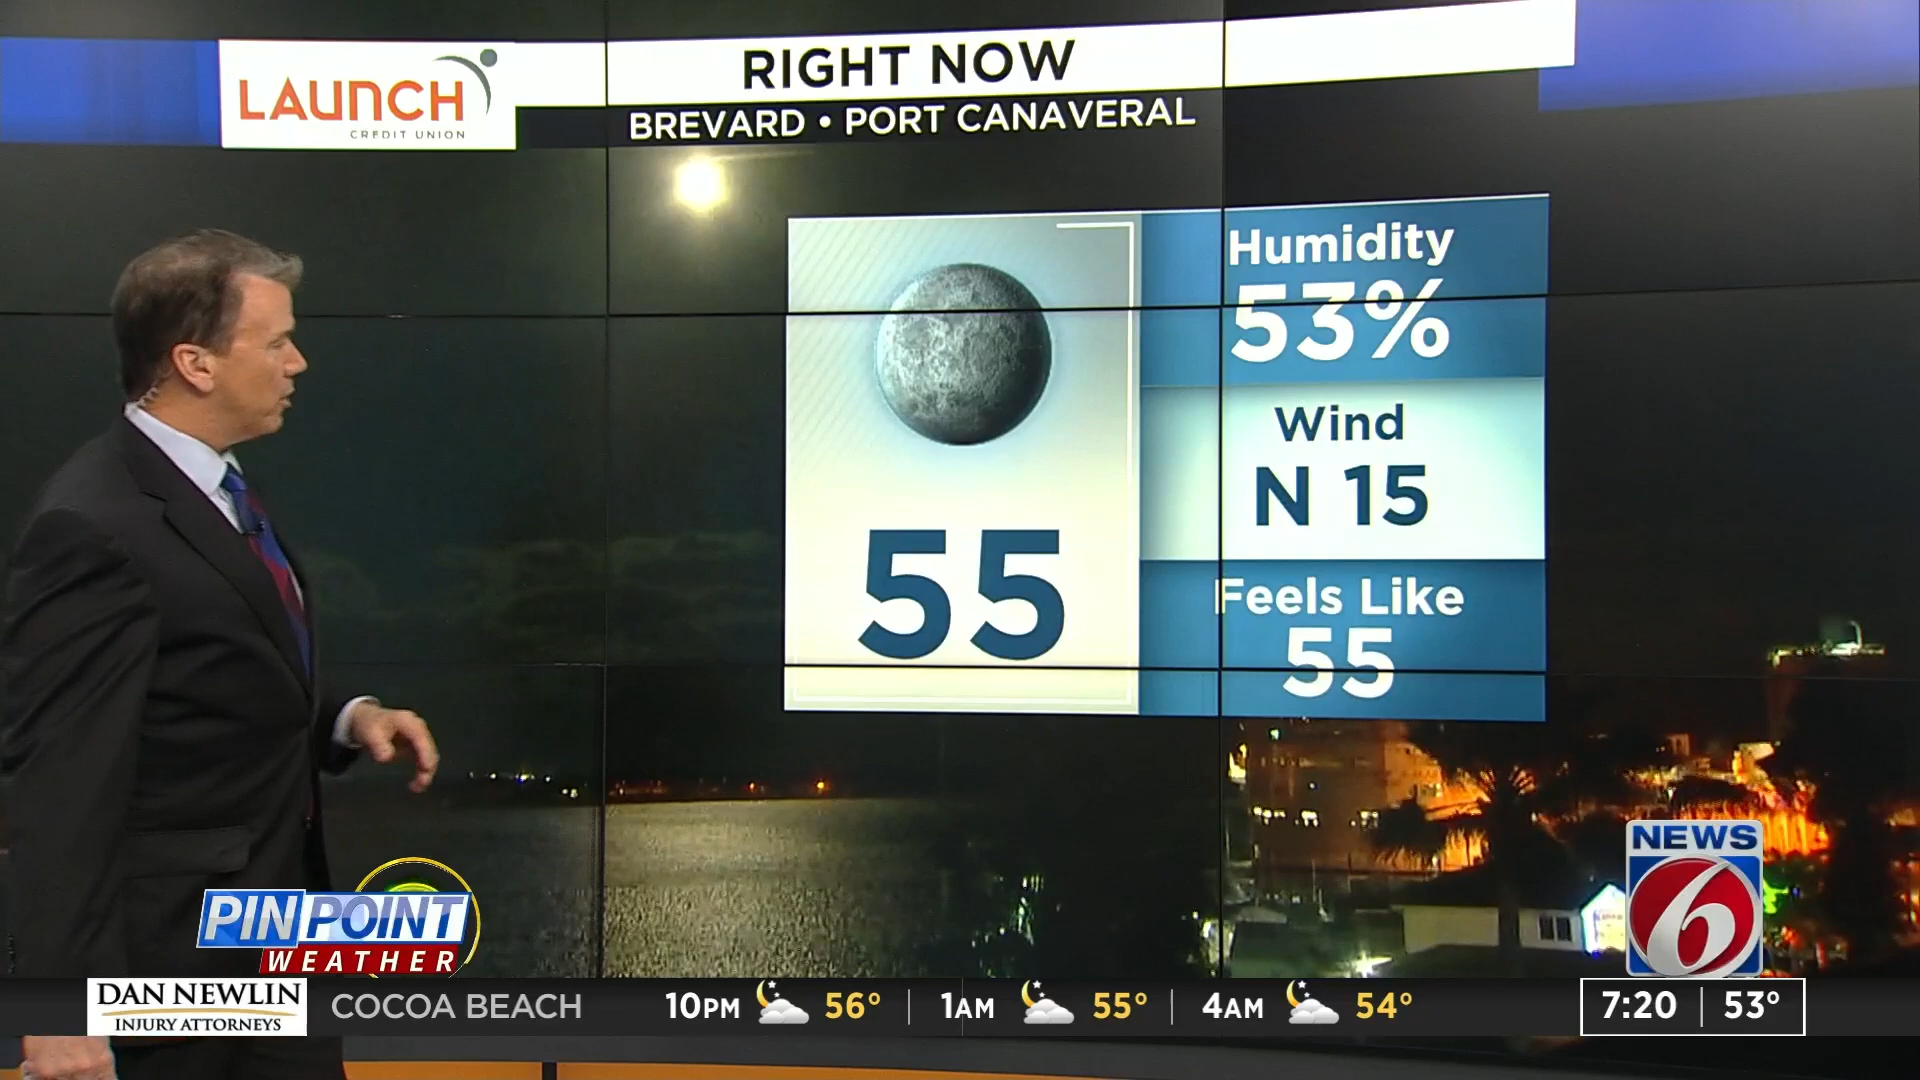 LAUNCH
CREDIT UNION
RIGHT NOW
BREVARD • PORT CANAVERAL
Humidity
53%
Wind
N 15
55
Feels Like
55
NEWS
6
PINPOINT
WEATHER
DAN NEWLIN
INJURY ATTORNEYS
COCOA BEACH
10PM 56° | 1AM 55° | 4AM 54°
7:20 | 53°